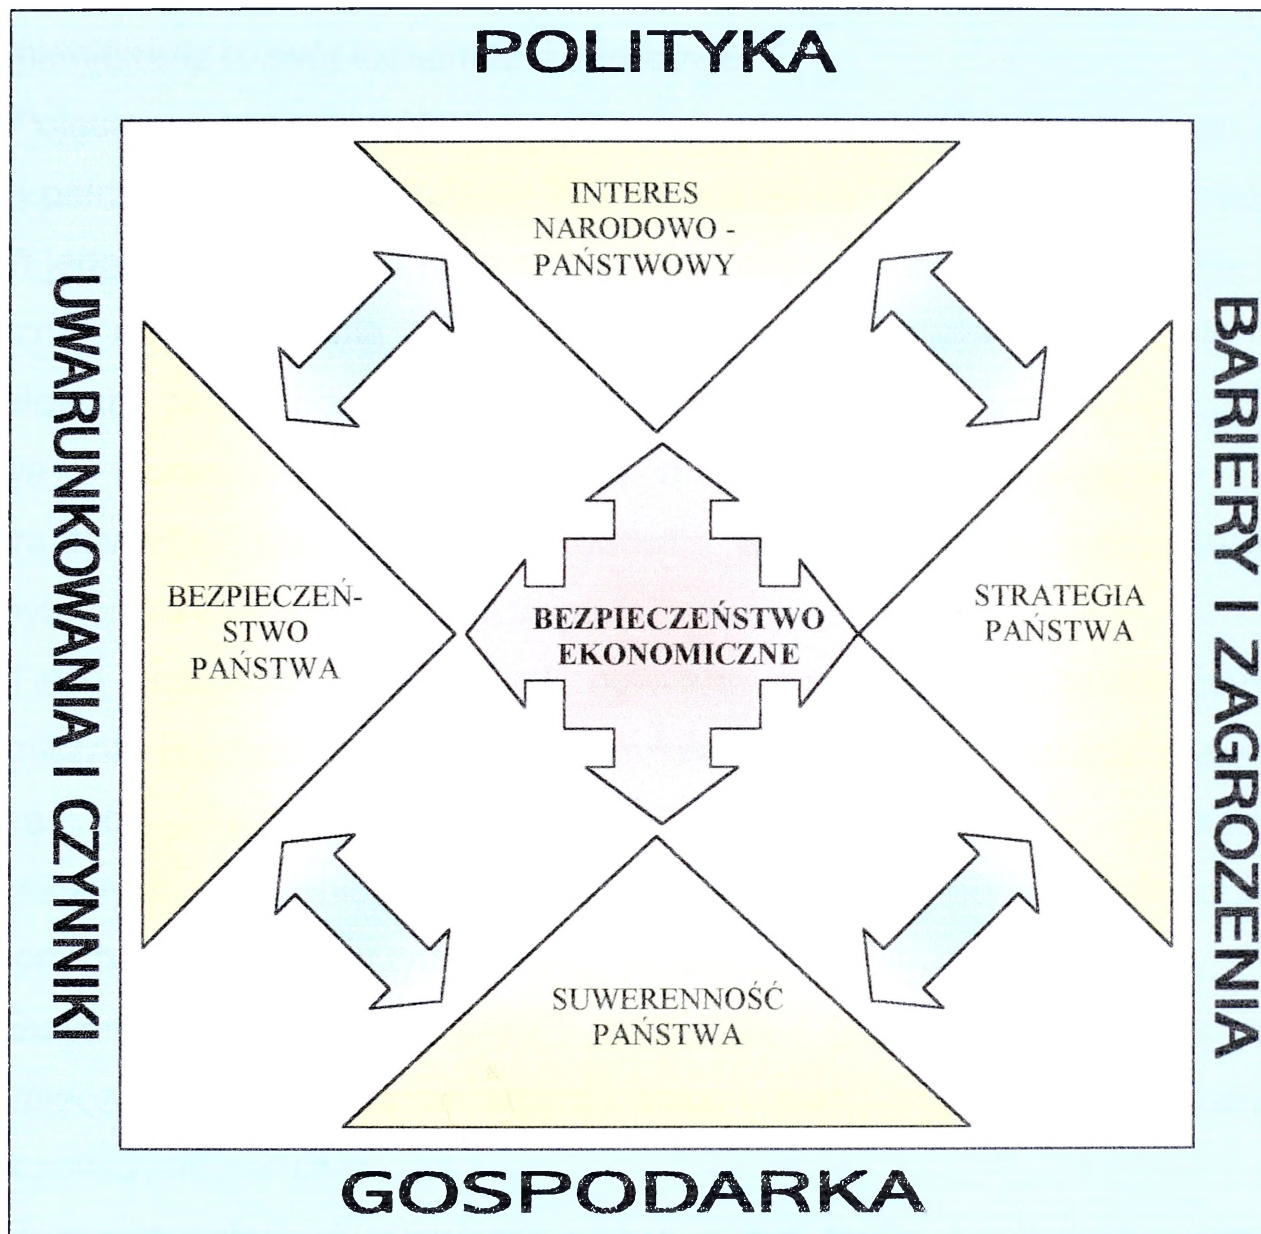 POLITYKA
INTERES
NARODOWO -
PAŃSTWOWY
UWARUNKOWANIA I CZYNNIKI
BARIERY I ZAGROŻENIA
BEZPIECZEŃ-
STWO
PAŃSTWA
BEZPIECZEŃSTWO
EKONOMICZNE
STRATEGIA
PAŃSTWA
SUWERENNOŚĆ
PAŃSTWA
GOSPODARKA